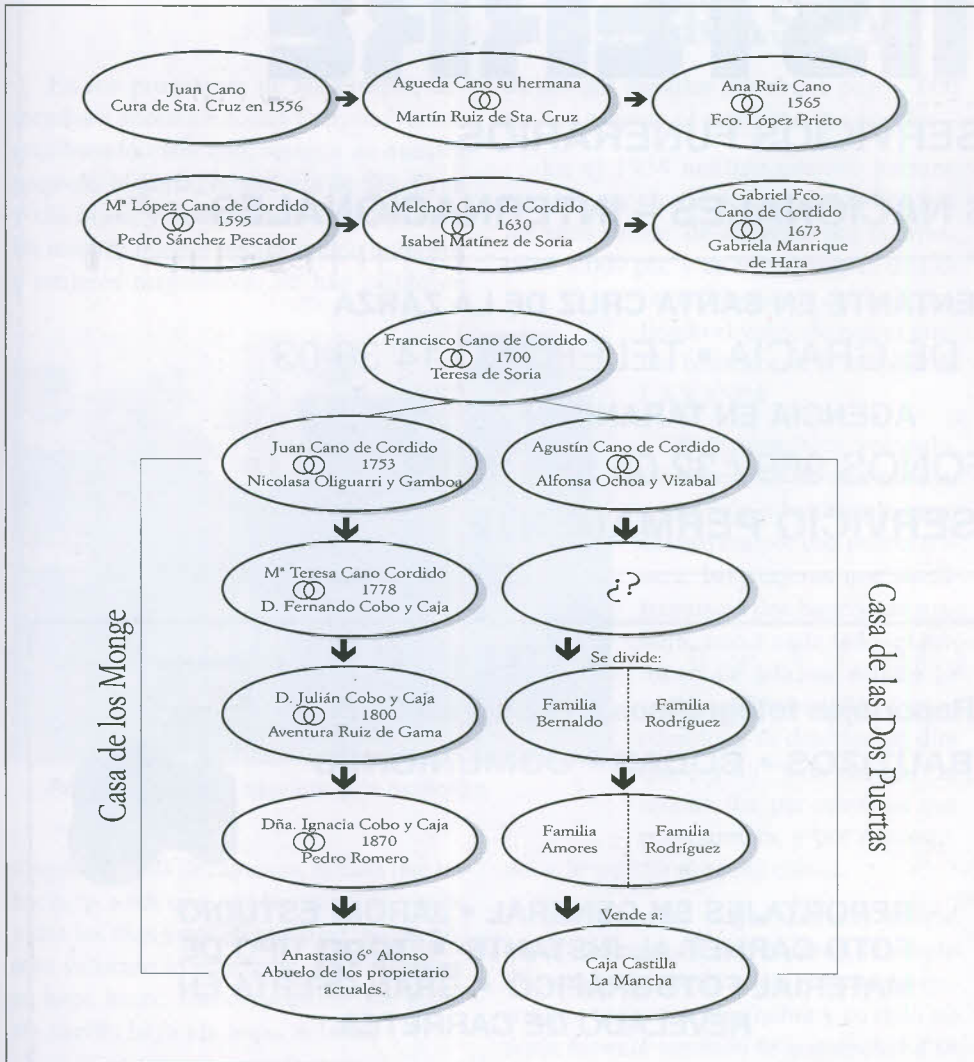 Juan Cano
Cura de Sta. Cruz en 1556
Agueda Cano su hermana
Martín Ruiz de Sta. Cruz
Ana Ruiz Cano
1565
Fco. López Prieto
Mª López Cano de Cordido
1595
Pedro Sánchez Pescador
Melchor Cano de Cordido
1630
Isabel Matínez de Soria
Gabriel Fco.
Cano de Cordido
1673
Gabriela Manrique
de Hara
Francisco Cano de Cordido
1700
Teresa de Soria
Juan Cano de Cordido
1753
Nicolasa Oliguarri y Gamboa
Agustín Cano de Cordido
Alfonsa Ochoa y Vizabal
Mª Teresa Cano Cordido
1778
D. Fernando Cobo y Caja
¿?
Se divide:
D. Julián Cobo y Caja
1800
Aventura Ruiz de Gama
Familia
Bernaldo
Familia
Rodríguez
Dña. Ignacia Cobo y Caja
1870
Pedro Romero
Familia
Amores
Familia
Rodríguez
Vende a:
Anastasio 6º Alonso
Abuelo de los propietario
actuales.
Caja Castilla
La Mancha
Casa de los Monge
Casa de las Dos Puertas